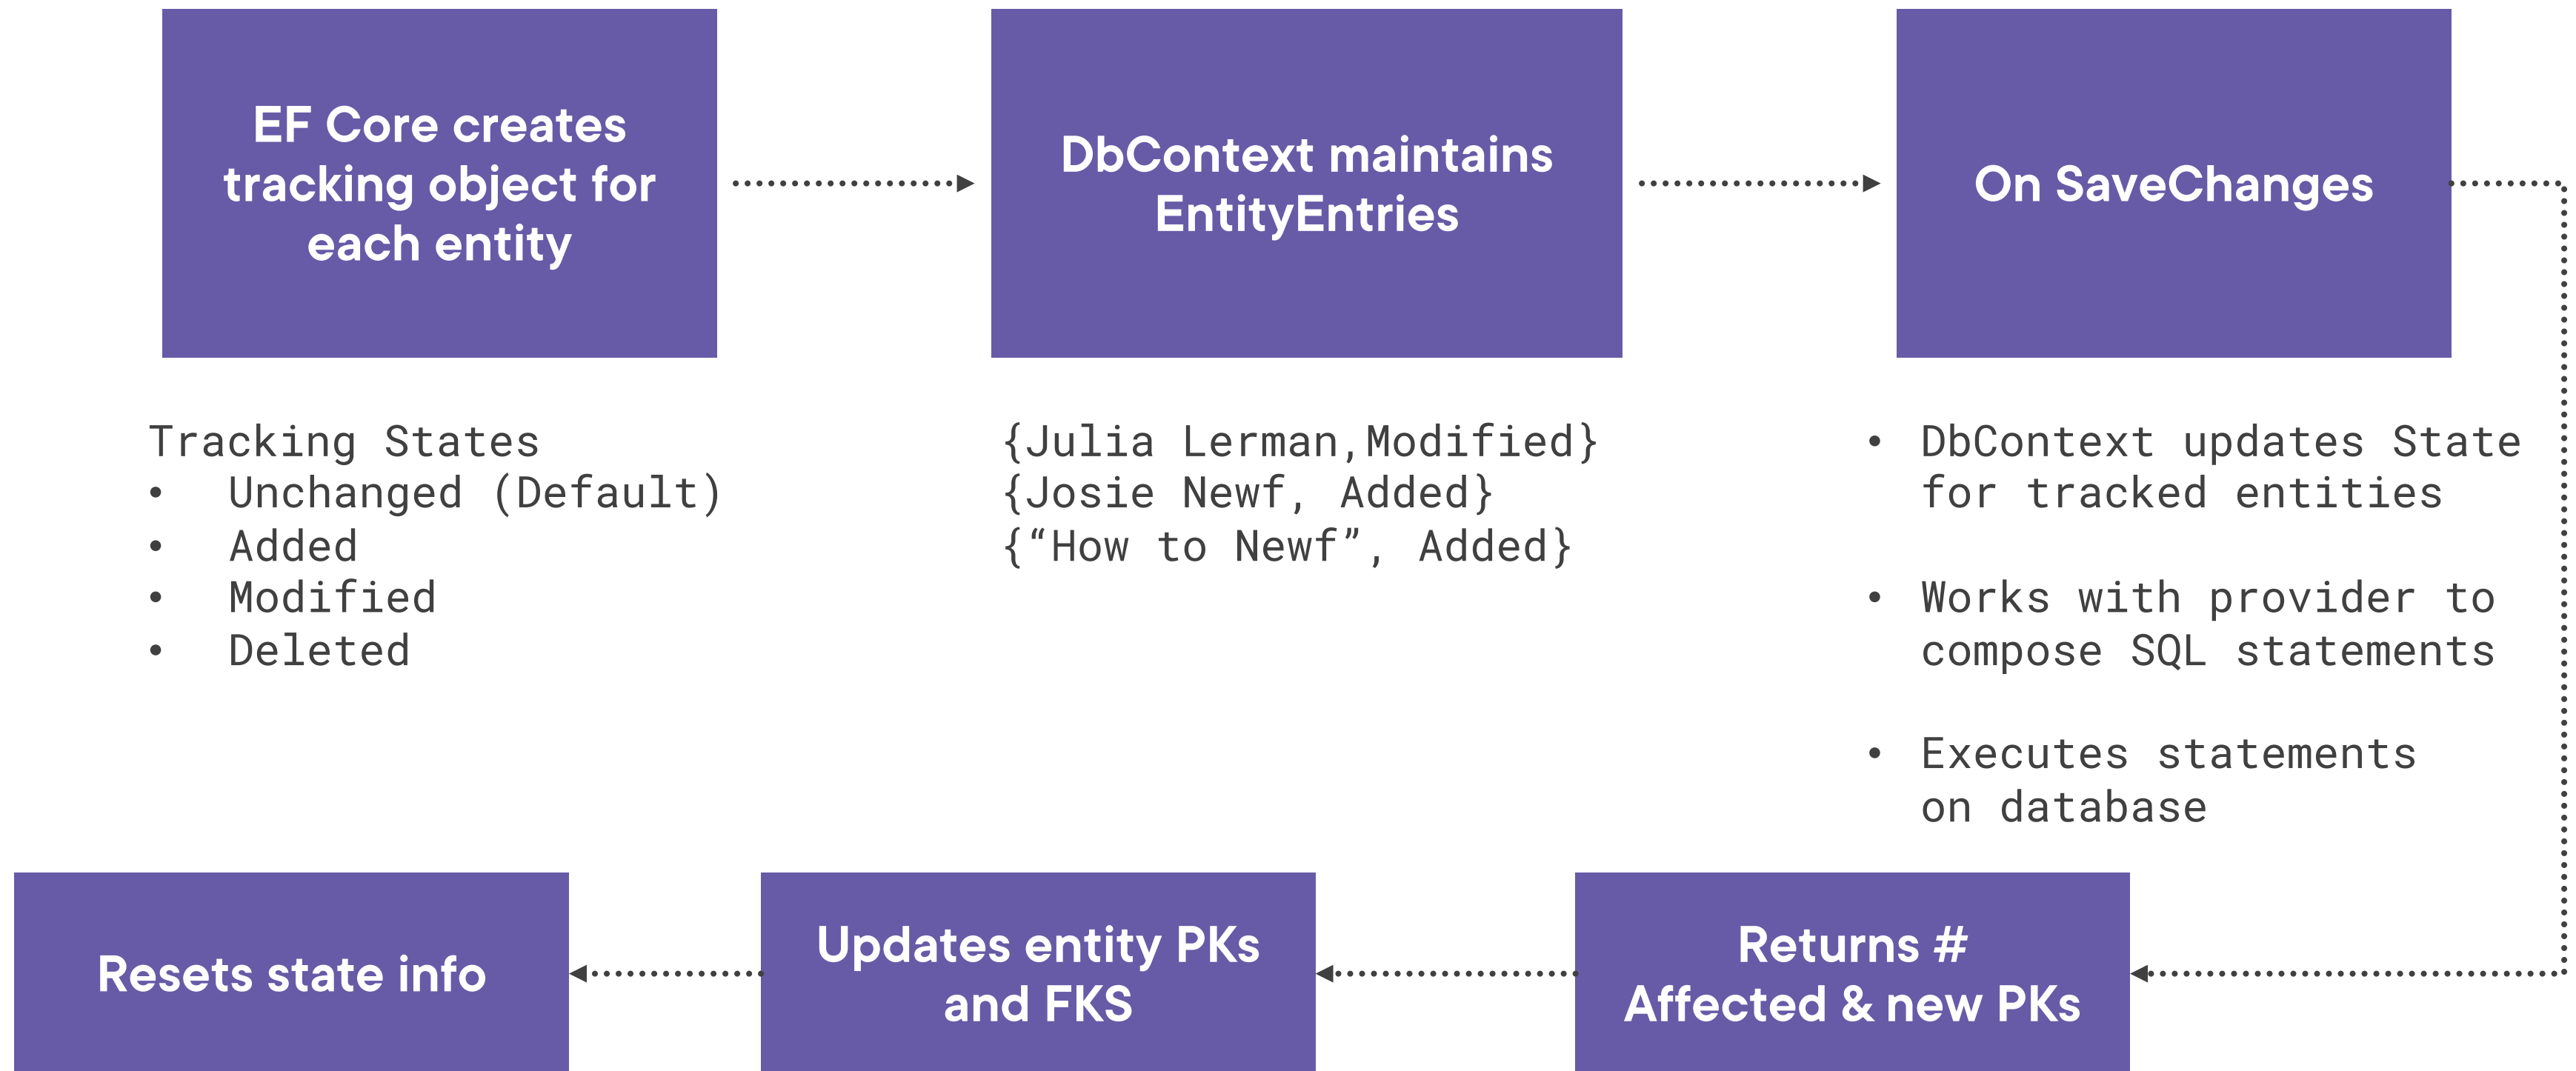 EF Core creates
tracking object for
each entity
DbContext maintains
EntityEntries
On SaveChanges
Tracking States
• Unchanged (Default)
• Added
• Modified
• Deleted
{Julia Lerman,Modified}
{Josie Newf, Added}
{“How to Newf”, Added}
• DbContext updates State
for tracked entities
• Works with provider to
compose SQL statements
• Executes statements
on database
Returns #
Affected & new PKs
Updates entity PKs
and FKS
Resets state info